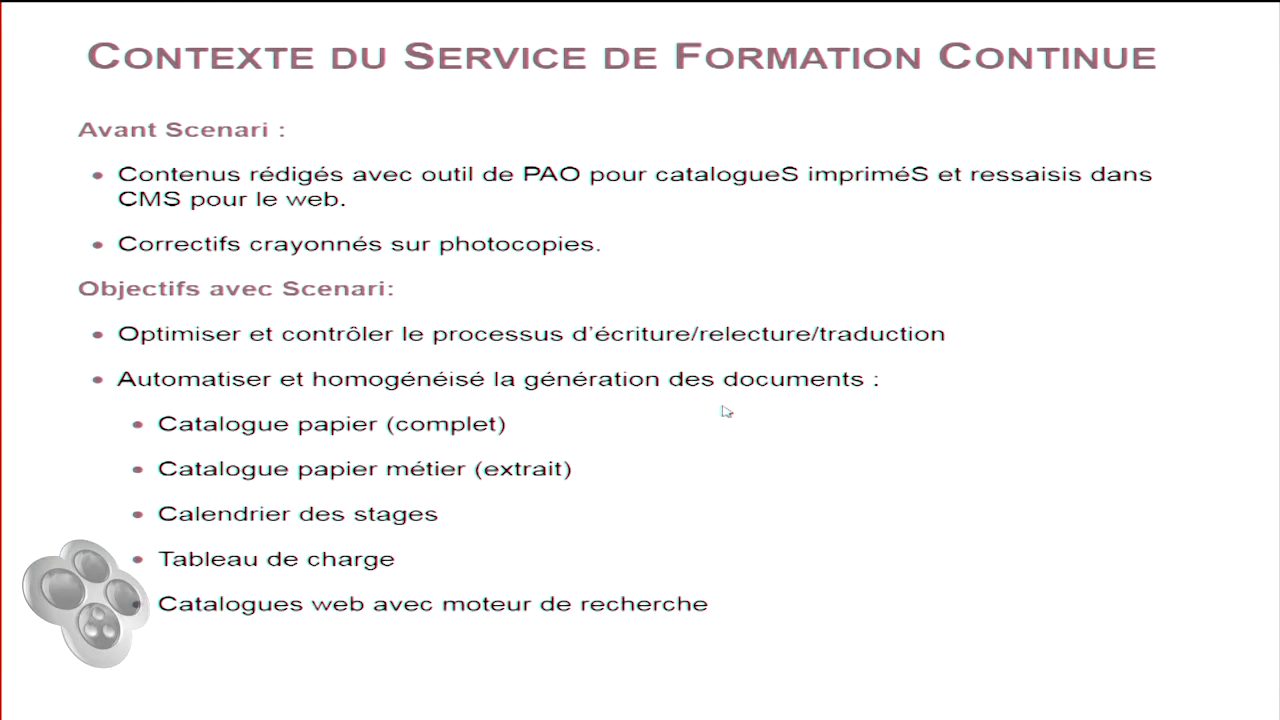 CONTEXTE DU SERVICE DE FORMATION CONTINUE
Avant Scenari :
• Contenus rédigés avec outil de PAO pour catalogueS impriméS et ressaisis dans
CMS pour le web.
• Correctifs crayonnés sur photocopies.
Objectifs avec Scenari:
• Optimiser et contrôler le processus d'écriture/relecture/traduction
• Automatiser et homogénéisé la génération des documents :
• Catalogue papier (complet)
• Catalogue papier métier (extrait)
• Calendrier des stages
• Tableau de charge
• Catalogues web avec moteur de recherche